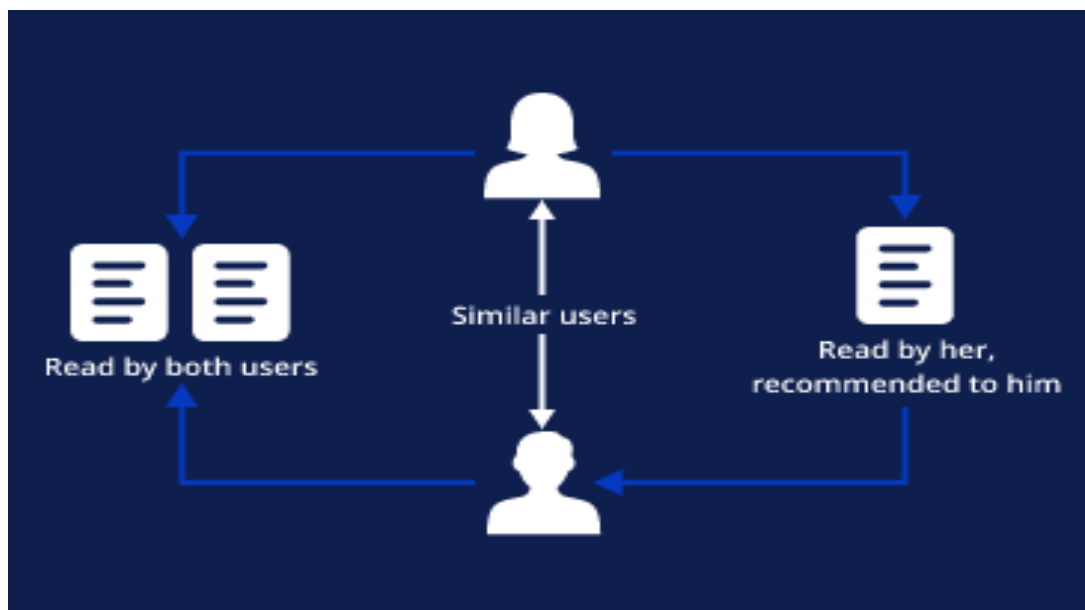 Similar users
Read by both users
Read by her,
recommended to him